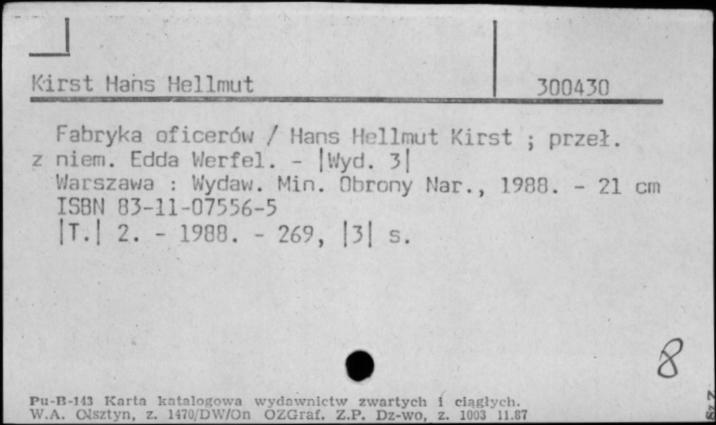 Kirst Hans Hellmut 300430
Fabryka oficerów / Hans Hellmut Kirst ; przeł.
z niem. Edda Werfel. - |Wyd. 3|
Warszawa : Wydaw. Min. Obrony Nar., 1988. - 21 cm
ISBN 83-11-07556-5
|T.| 2. - 1988. - 269, |3| s.
8
Pu-B-143 Karta katalogowa wydawnictw zwartych i ciągłych.
W.A. Olsztyn, z. 1470/DW/On OZGraf. Z.P. Dz-wo, z. 1003 11.87